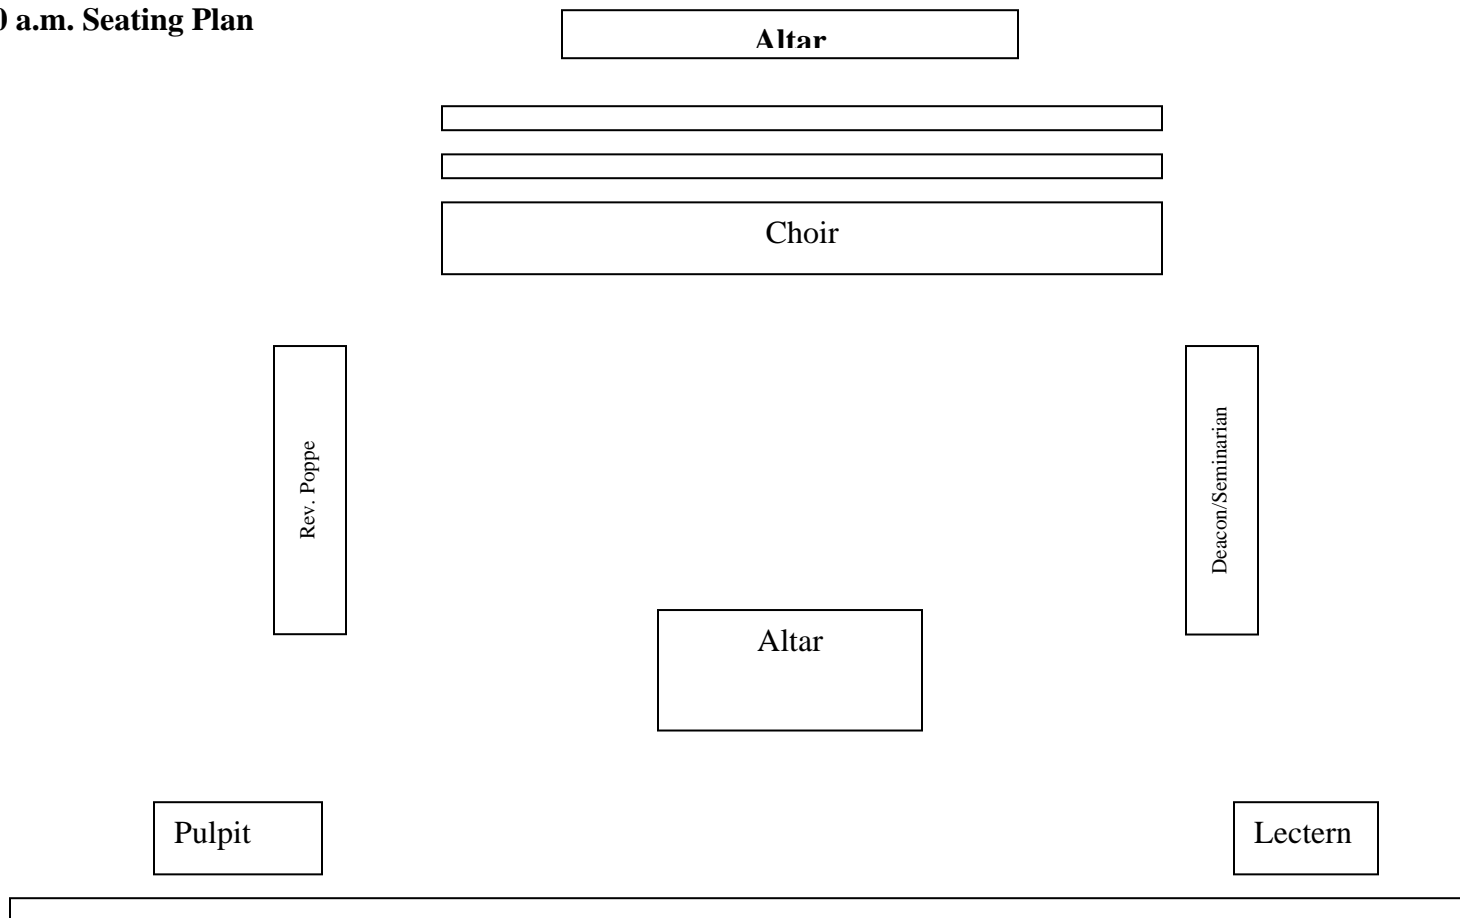 a.m. Seating Plan
Altar
Choir
Rev. Poppe
Deacon/Seminarian
Altar
Pulpit
Lectern